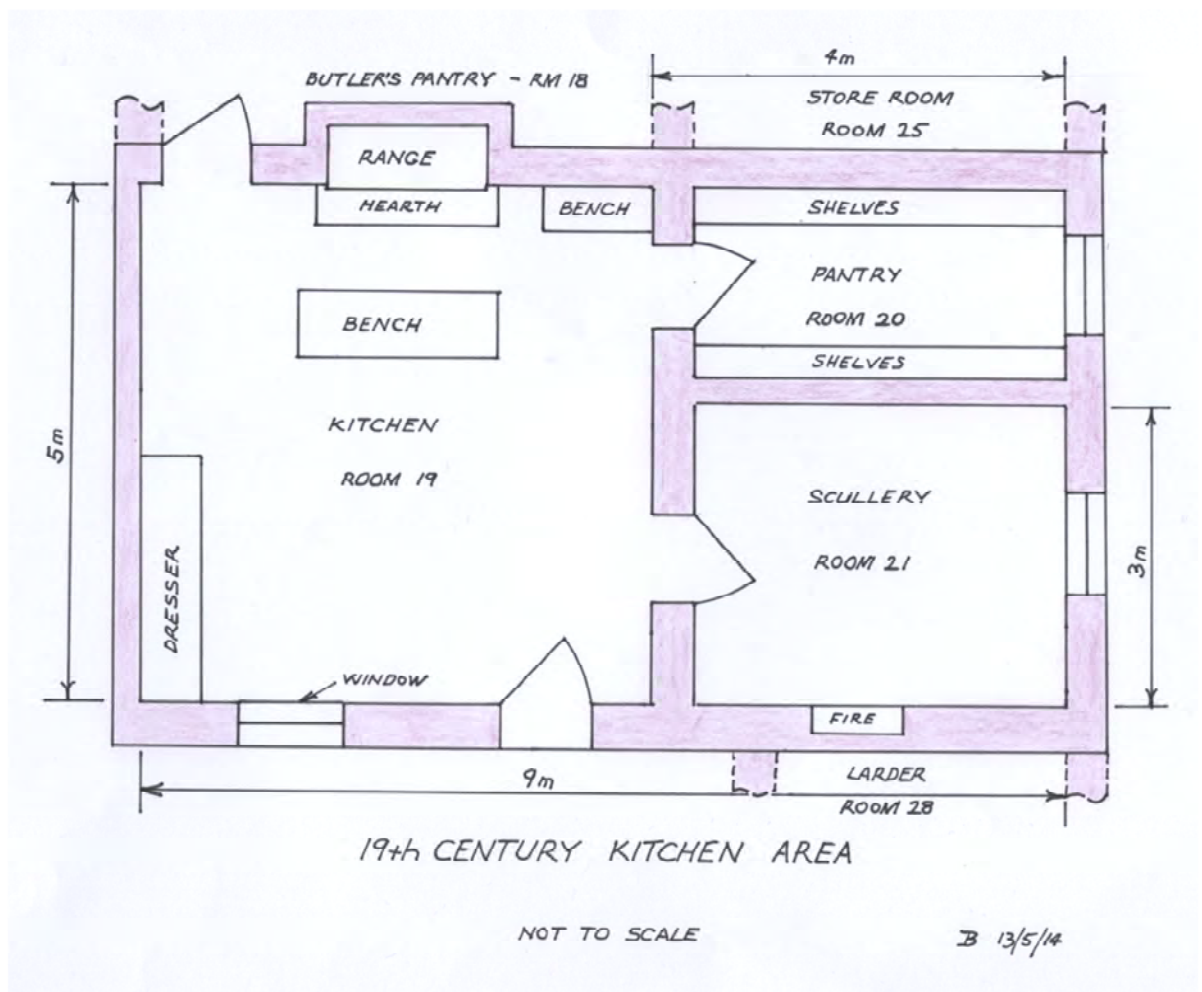 4m
BUTLER'S PANTRY - RM 18
STORE ROOM
ROOM 25
RANGE
HEARTH
BENCH
SHELVES
PANTRY
ROOM 20
SHELVES
BENCH
KITCHEN
ROOM 19
5m
DRESSER
WINDOW
SCULLERY
ROOM 21
3m
FIRE
9m
LARDER
ROOM 28
19th CENTURY KITCHEN AREA
NOT TO SCALE
B 13/5/14